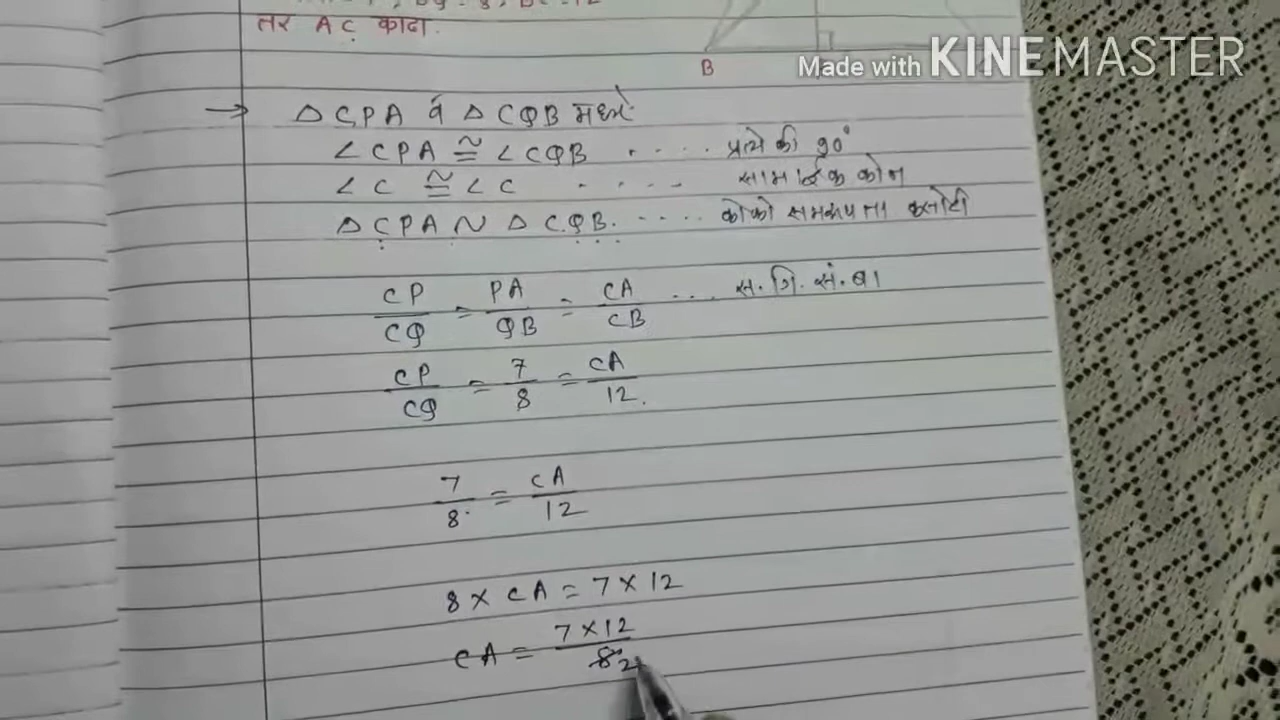 तर AC काढा.
B
Made with KINEMASTER
→ △CPA व △CQB मध्ये
∠CPA ≅ ∠CQB ..... प्रत्येकी 90°
∠C ≅ ∠C ..... सामाईक कोन
△CPA ~ △CQB. ..... कोको समरूपता कसोटी
CP/CQ = PA/QB = CA/CB ... स.त्रि.सं.बा
CP/CQ = 7/8 = CA/12.
7/8 = CA/12
8 × CA = 7 × 12
CA = 7 × 12 / 8 2